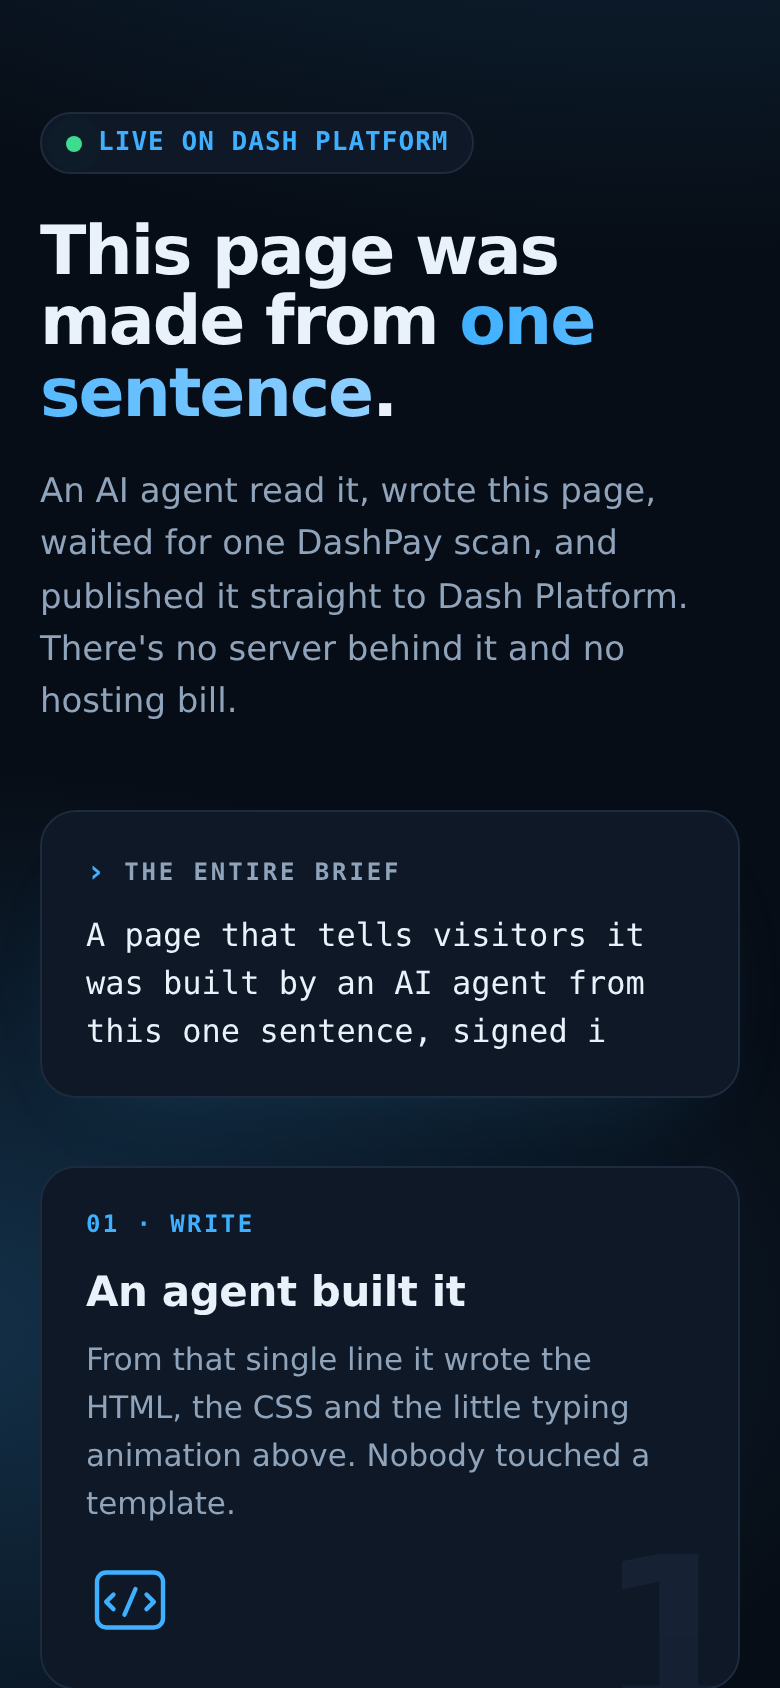 LIVE ON DASH PLATFORM
This page was
made from one
sentence.
An AI agent read it, wrote this page,
waited for one DashPay scan, and
published it straight to Dash Platform.
There's no server behind it and no
hosting bill.
› THE ENTIRE BRIEF
A page that tells visitors it
was built by an AI agent from
this one sentence, signed i
01 · WRITE
An agent built it
From that single line it wrote the
HTML, the CSS and the little typing
animation above. Nobody touched a
template.
</>
1